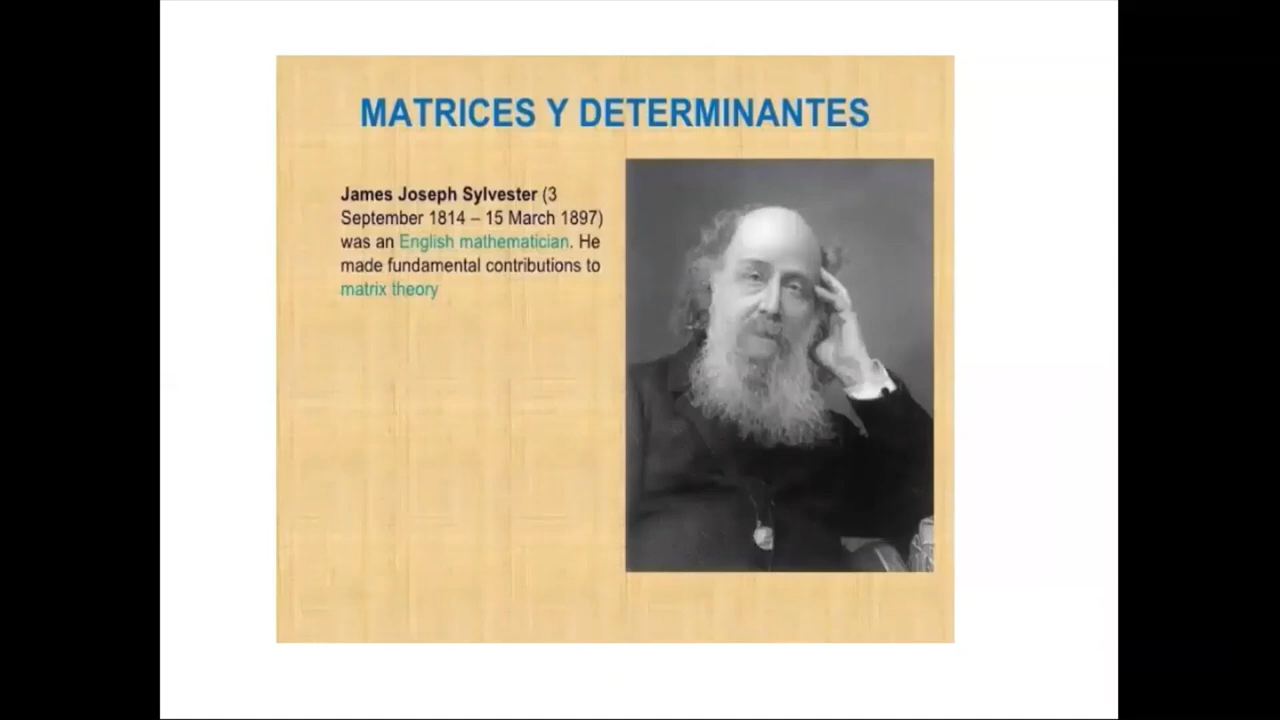 MATRICES Y DETERMINANTES
James Joseph Sylvester (3
September 1814 – 15 March 1897)
was an English mathematician. He
made fundamental contributions to
matrix theory